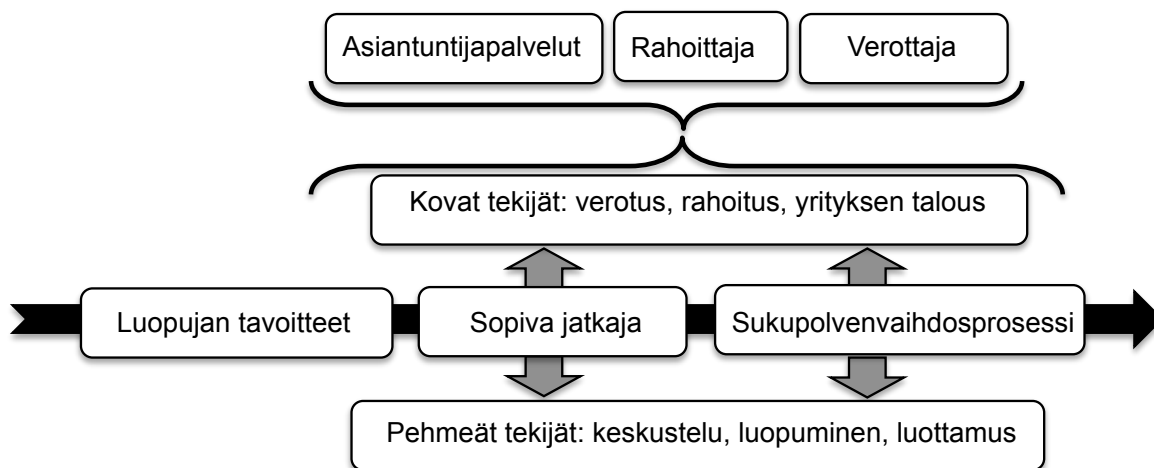 Asiantuntijapalvelut
Rahoittaja
Verottaja
Kovat tekijät: verotus, rahoitus, yrityksen talous
Luopujan tavoitteet
Sopiva jatkaja
Sukupolvenvaihdosprosessi
Pehmeät tekijät: keskustelu, luopuminen, luottamus